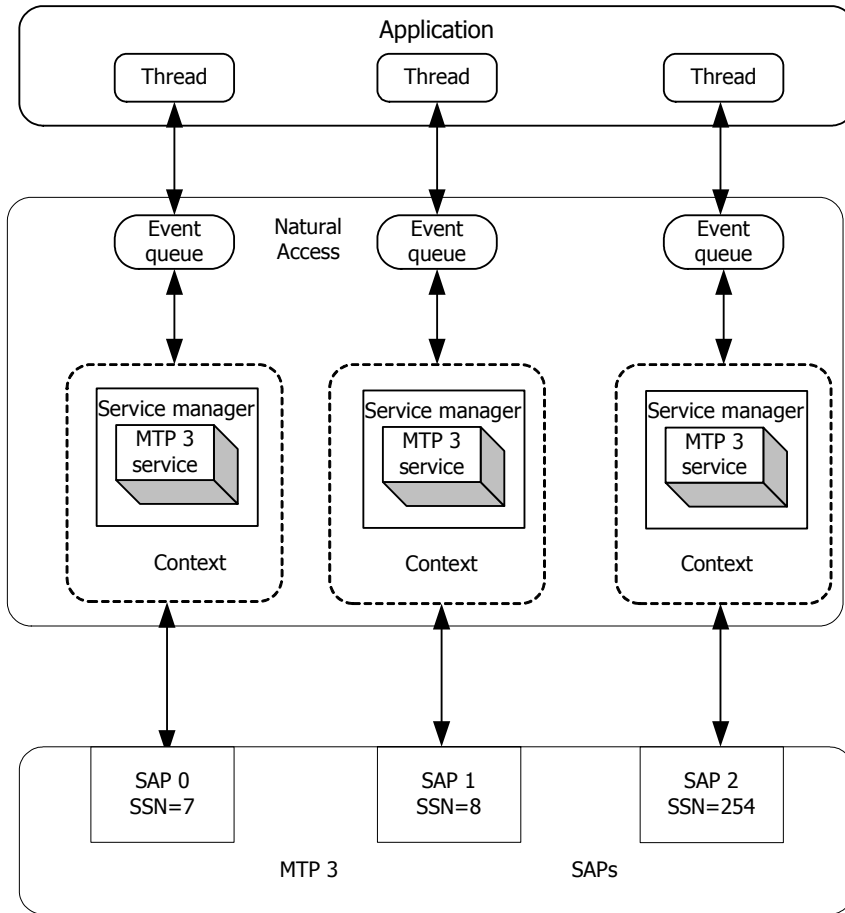 Application
Thread
Thread
Thread
Event
queue
Natural
Access
Event
queue
Event
queue
Service manager
MTP 3
service
Context
Service manager
MTP 3
service
Context
Service manager
MTP 3
service
Context
SAP 0
SSN=7
SAP 1
SSN=8
SAP 2
SSN=254
MTP 3
SAPs